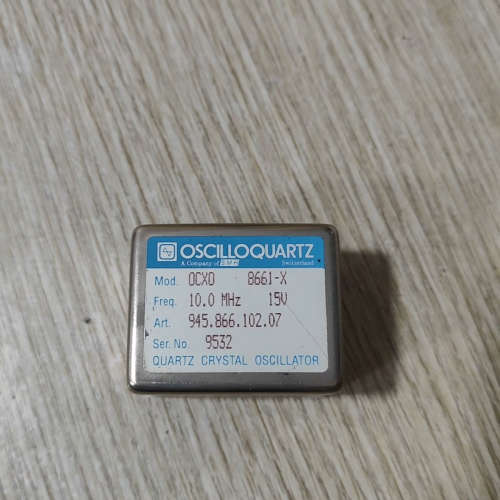 OSCILLOQUARTZ
A Company of SMH Switzerland
Mod. OCXO 8661-X
Freq. 10.0 MHz 15V
Art. 945.866.102.07
Ser. No. 9532
QUARTZ CRYSTAL OSCILLATOR